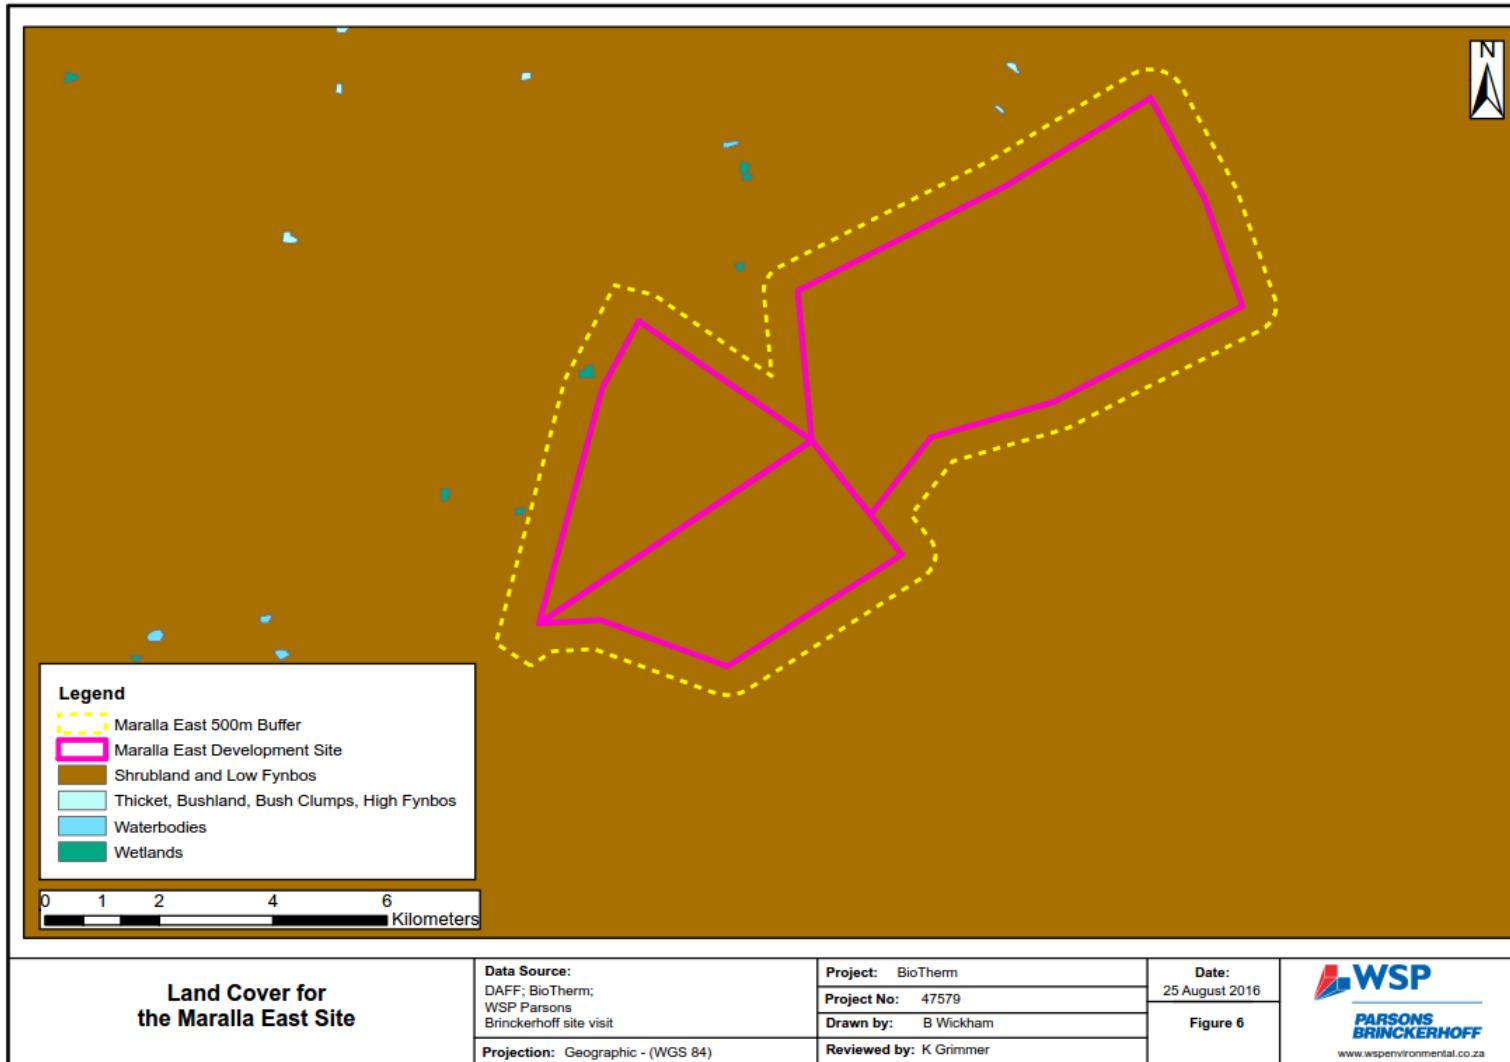 N
Legend
Maralla East 500m Buffer
Maralla East Development Site
Shrubland and Low Fynbos
Thicket, Bushland, Bush Clumps, High Fynbos
Waterbodies
Wetlands
0 1 2 4 6
Kilometers
Land Cover for
the Maralla East Site
Data Source:
DAFF; BioTherm;
WSP Parsons
Brinckerhoff site visit
Projection: Geographic - (WGS 84)
Project: BioTherm
Project No: 47579
Drawn by: B Wickham
Reviewed by: K Grimmer
Date:
25 August 2016
Figure 6
WSP
PARSONS
BRINCKERHOFF
www.wspenvironmental.co.za